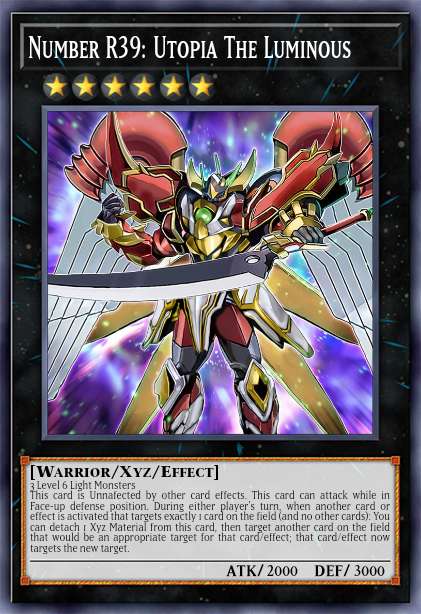 Number R39: Utopia The Luminous
[Warrior/Xyz/Effect]
3 Level 6 Light Monsters
This card is Unnafected by other card effects. This card can attack while in
Face-up defense position. During either player's turn, when another card or
effect is activated that targets exactly 1 card on the field (and no other cards): You
can detach 1 Xyz Material from this card, then target another card on the field
that would be an appropriate target for that card/effect; that card/effect now
targets the new target.
ATK/ 2000 DEF/ 3000